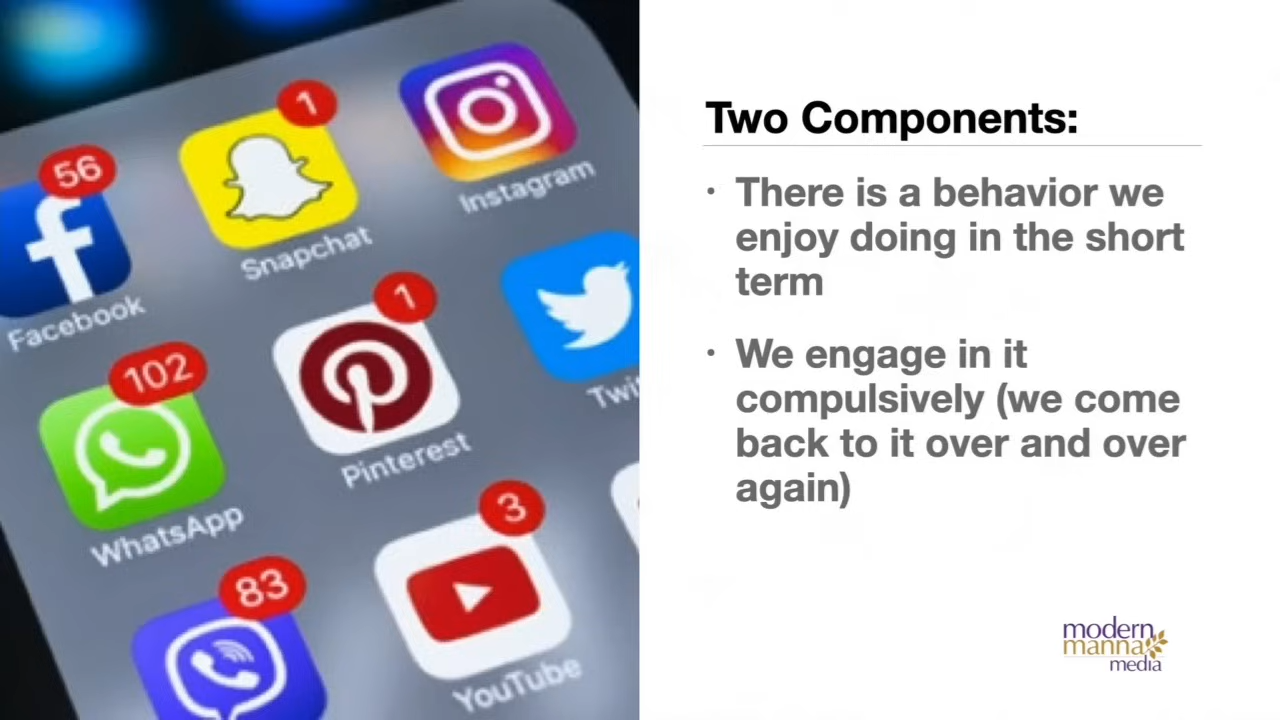 56
Facebook
1
Snapchat
Instagram
102
WhatsApp
1
Pinterest
Twit
83
3
YouTube
Two Components:
• There is a behavior we
enjoy doing in the short
term
• We engage in it
compulsively (we come
back to it over and over
again)
modern
manna
media